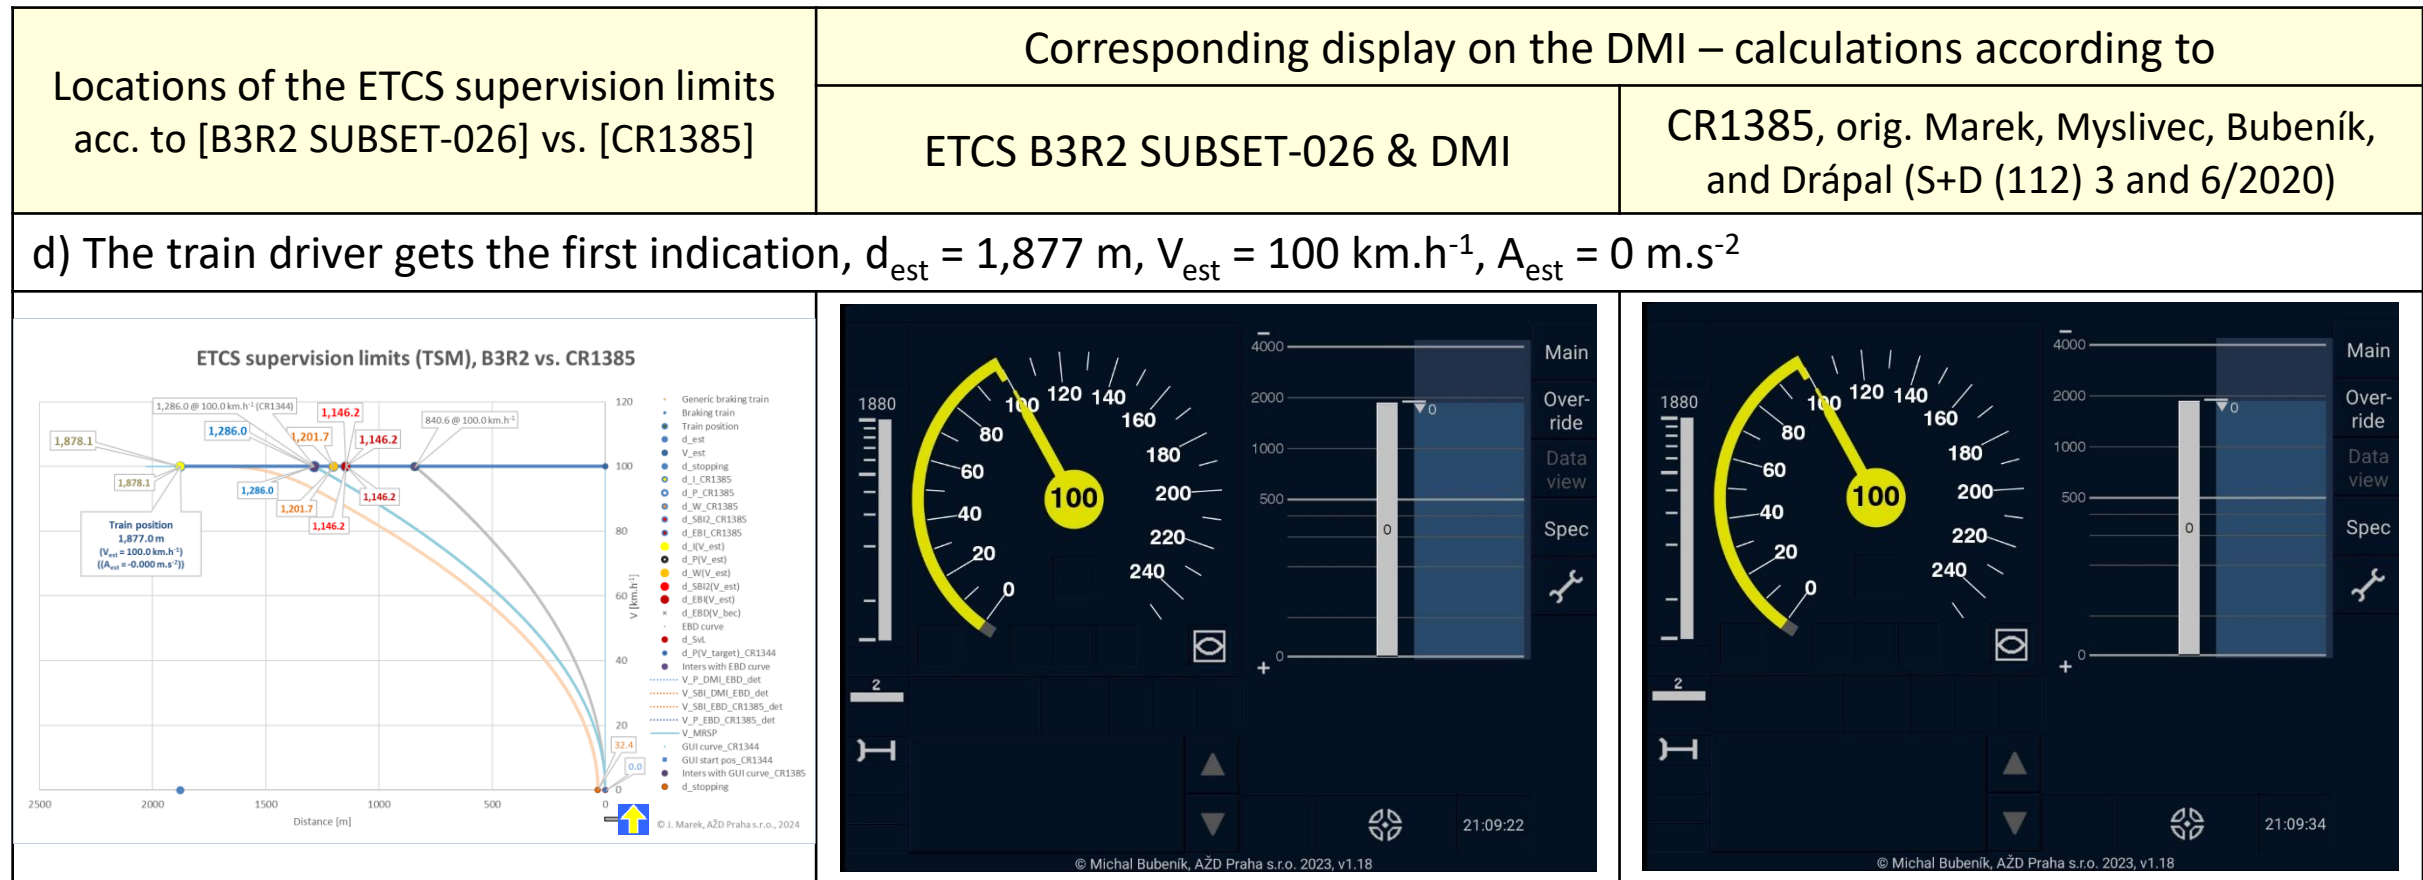 Locations of the ETCS supervision limits
acc. to [B3R2 SUBSET-026] vs. [CR1385]
Corresponding display on the DMI – calculations according to
ETCS B3R2 SUBSET-026 & DMI
CR1385, orig. Marek, Myslivec, Bubeník,
and Drápal (S+D (112) 3 and 6/2020)
d) The train driver gets the first indication, d_est = 1,877 m, V_est = 100 km.h⁻¹, A_est = 0 m.s⁻²
ETCS supervision limits (TSM), B3R2 vs. CR1385
1,286.0 @ 100.0 km.h⁻¹ (CR1344)
1,146.2
840.6 @ 100.0 km.h⁻¹
1,878.1
1,286.0
1,201.7
1,146.2
1,878.1
1,286.0
1,201.7
1,146.2
1,146.2
Train position
1,877.0 m
(V_est = 100.0 km.h⁻¹)
((A_est = -0.000 m.s⁻²))
32.4
0.0
120
100
80
60
40
20
0
V [km.h⁻¹]
2500
2000
1500
1000
500
0
Distance [m]
Generic braking train
Braking train
Train position
d_est
V_est
d_stopping
d_I_CR1385
d_P_CR1385
d_W_CR1385
d_SBI2_CR1385
d_EBI_CR1385
d_I(V_est)
d_P(V_est)
d_W(V_est)
d_SBI2(V_est)
d_EBI(V_est)
d_EBD(V_bec)
EBD curve
d_SvL
d_P(V_target)_CR1344
Inters with EBD curve
V_P_DMI_EBD_det
V_SBI_DMI_EBD_det
V_SBI_EBD_CR1385_det
V_P_EBD_CR1385_det
V_MRSP
GUI curve_CR1344
GUI start pos_CR1344
Inters with GUI curve_CR1385
d_stopping
© J. Marek, AŽD Praha s.r.o., 2024
1880
0
20
40
60
80
100
120
140
160
180
200
220
240
100
2
4000
2000
1000
500
0
0
0
Main
Over-
ride
Data
view
Spec
21:09:22
© Michal Bubeník, AŽD Praha s.r.o. 2023, v1.18
1880
0
20
40
60
80
100
120
140
160
180
200
220
240
100
2
4000
2000
1000
500
0
0
0
Main
Over-
ride
Data
view
Spec
21:09:34
© Michal Bubeník, AŽD Praha s.r.o. 2023, v1.18